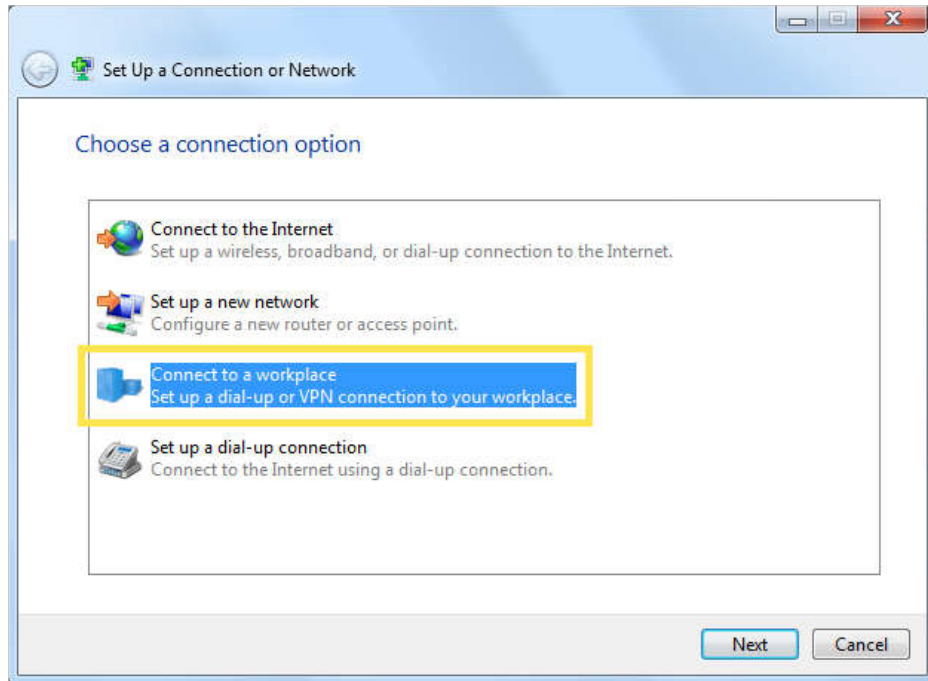 Set Up a Connection or Network
Choose a connection option
Connect to the Internet
Set up a wireless, broadband, or dial-up connection to the Internet.
Set up a new network
Configure a new router or access point.
Connect to a workplace
Set up a dial-up or VPN connection to your workplace.
Set up a dial-up connection
Connect to the Internet using a dial-up connection.
Next Cancel